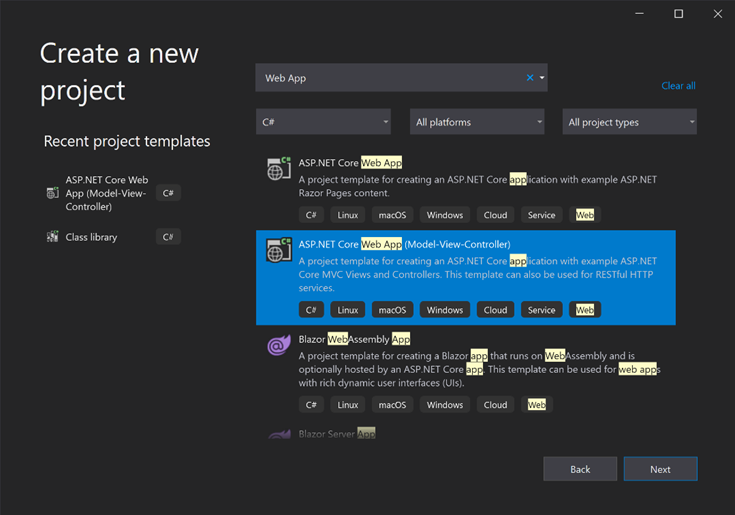 Create a new
project
Recent project templates
ASP.NET Core Web
App (Model-View-
Controller)
C#
Class library
C#
Web App
Clear all
C#
All platforms
All project types
ASP.NET Core Web App
A project template for creating an ASP.NET Core application with example ASP.NET
Razor Pages content.
C# Linux macOS Windows Cloud Service Web
ASP.NET Core Web App (Model-View-Controller)
A project template for creating an ASP.NET Core application with example ASP.NET
Core MVC Views and Controllers. This template can also be used for RESTful HTTP
services.
C# Linux macOS Windows Cloud Service Web
Blazor WebAssembly App
A project template for creating a Blazor app that runs on WebAssembly and is
optionally hosted by an ASP.NET Core app. This template can be used for web apps
with rich dynamic user interfaces (UIs).
C# Linux macOS Windows Cloud Web
Blazor Server App
Back
Next